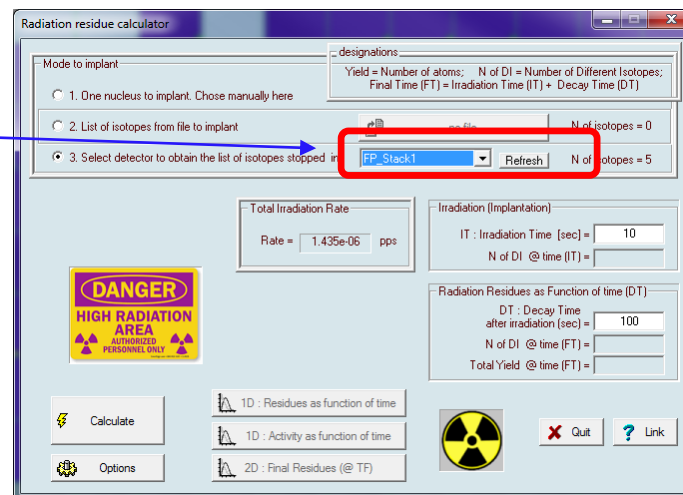 Radiation residue calculator
designations
Yield = Number of atoms; N of DI = Number of Different Isotopes;
Final Time (FT) = Irradiation Time (IT) + Decay Time (DT)
Mode to implant
1. One nucleus to implant. Chose manually here
2. List of isotopes from file to implant
no file
N of isotopes = 0
3. Select detector to obtain the list of isotopes stopped in
FP_Stack1
Refresh
N of isotopes = 5
Total Irradiation Rate
Rate = 1.435e-06 pps
Irradiation (Implantation)
IT : Irradiation Time [sec] = 10
N of DI @ time (IT) =
DANGER
HIGH RADIATION
AREA
AUTHORIZED
PERSONNEL ONLY
Radiation Residues as Function of time (DT)
DT : Decay Time
after irradiation (sec) = 100
N of DI @ time (FT) =
Total Yield @ time (FT) =
Calculate
Options
1D : Residues as function of time
1D : Activity as function of time
2D : Final Residues (@ TF)
Quit
Link